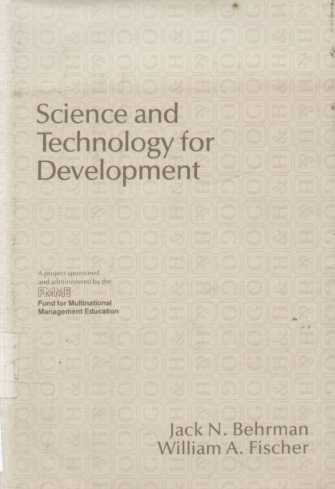 Science and
Technology for
Development
A project sponsored
and administered by the
FMME
Fund for Multinational
Management Education
Jack N. Behrman
William A. Fischer